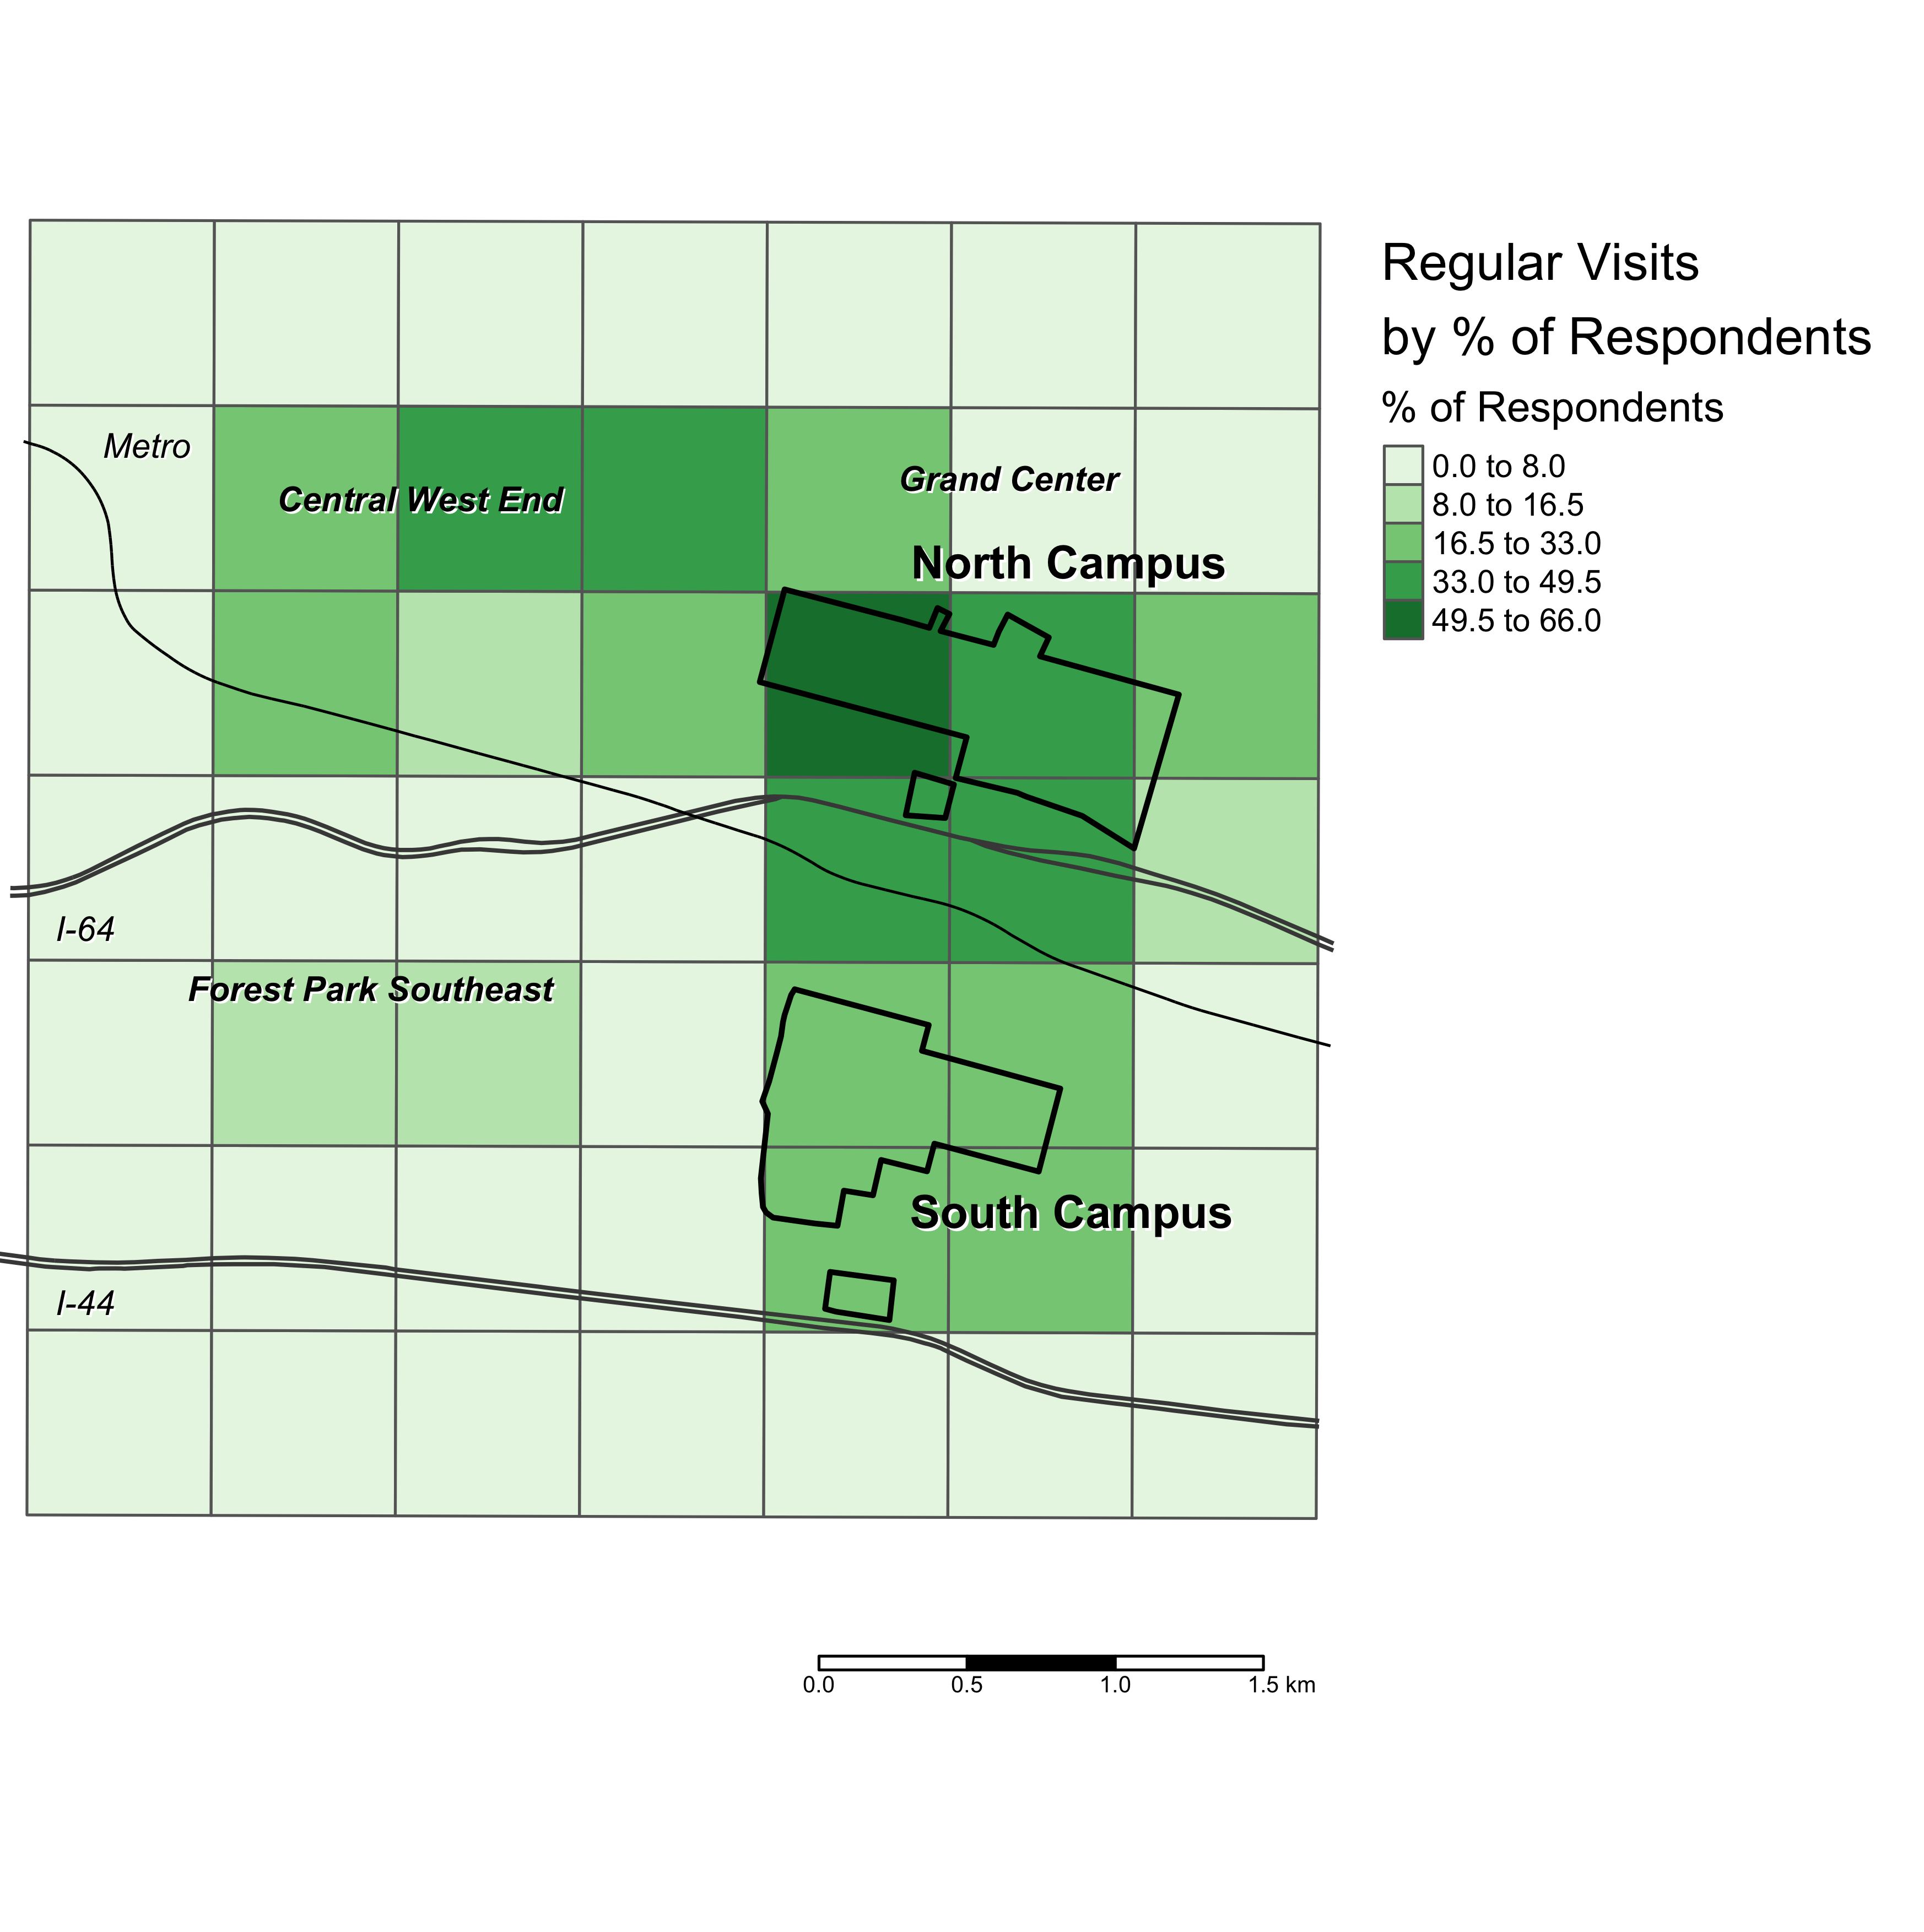 Regular Visits
by % of Respondents
% of Respondents
0.0 to 8.0
8.0 to 16.5
16.5 to 33.0
33.0 to 49.5
49.5 to 66.0
Metro
Central West End
Grand Center
North Campus
I-64
Forest Park Southeast
South Campus
I-44
0.0 0.5 1.0 1.5 km